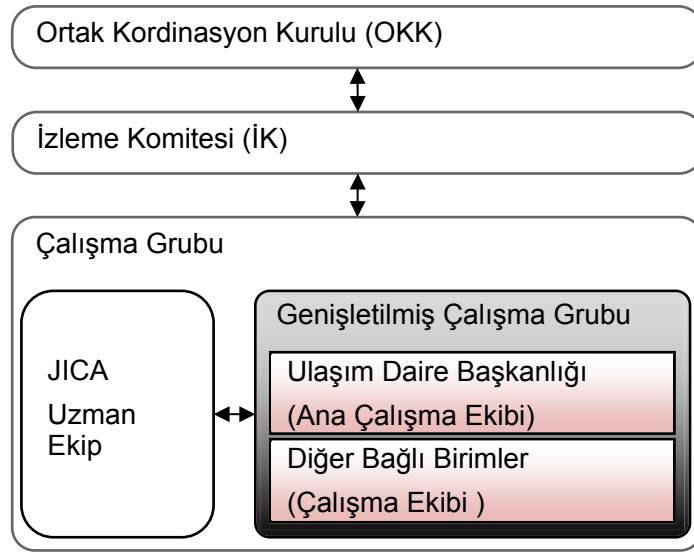 Ortak Kordinasyon Kurulu (OKK)
İzleme Komitesi (İK)
Çalışma Grubu
JICA
Uzman
Ekip
Genişletilmiş Çalışma Grubu
Ulaşım Daire Başkanlığı
(Ana Çalışma Ekibi)
Diğer Bağlı Birimler
(Çalışma Ekibi )